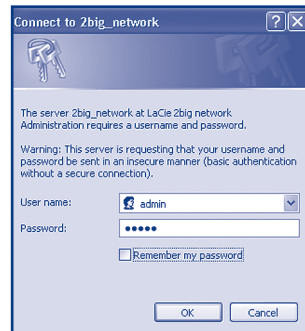 Connect to 2big_network
The server 2big_network at LaCie 2big network
Administration requires a username and password.
Warning: This server is requesting that your username and
password be sent in an insecure manner (basic authentication
without a secure connection).
User name:
admin
Password:
•••••
Remember my password
OK
Cancel